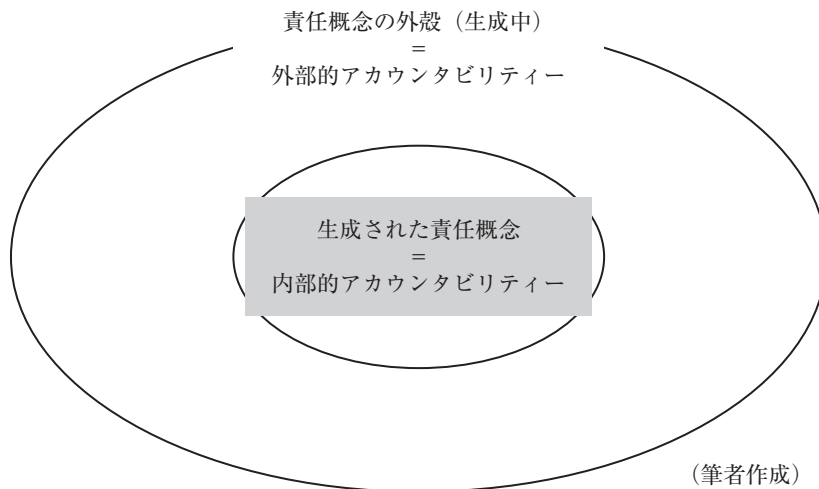 責任概念の外殻（生成中）
＝
外部的アカウンタビリティー
生成された責任概念
＝
内部的アカウンタビリティー
（筆者作成）